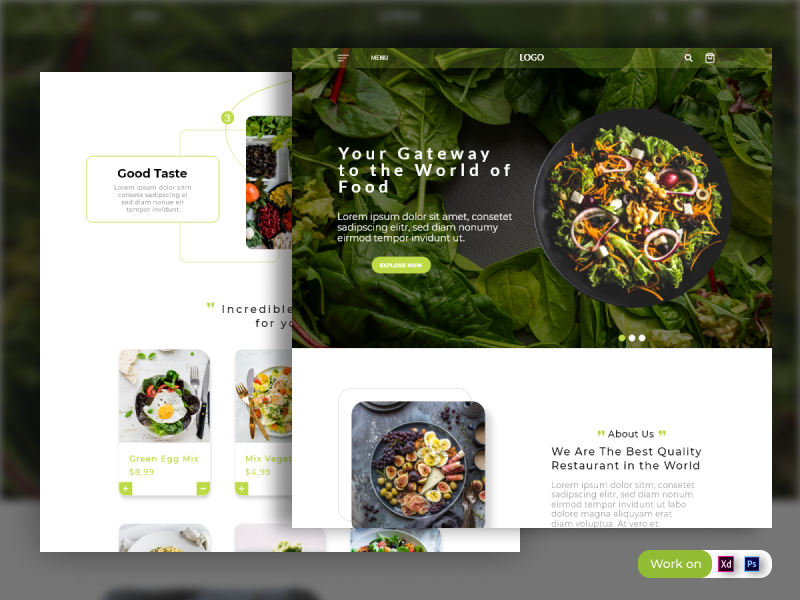 MENU
LOGO
Your Gateway
to the World of
Food
Lorem ipsum dolor sit amet, consetet
sadipscing elitr, sed diam nonumy
eirmod tempor invidunt ut.
EXPLORE NOW
3
Good Taste
Lorem ipsum dolor sitm
consete sadipscing el
sed diam nonue eir
tempor invidunt.
" Incredible
for yo
Green Egg Mix
$8,99
+ -
Mix Veget
$4,99
+
" About Us "
We Are The Best Quality
Restaurant in the World
Lorem ipsum dolor sitm, consetet
sadipscing elitr, sed diam nonum
eirmod tempor invidunt ut labo
dolore magna aliquyam erat
diam voluptua. At vero et.
Work on
Xd
Ps